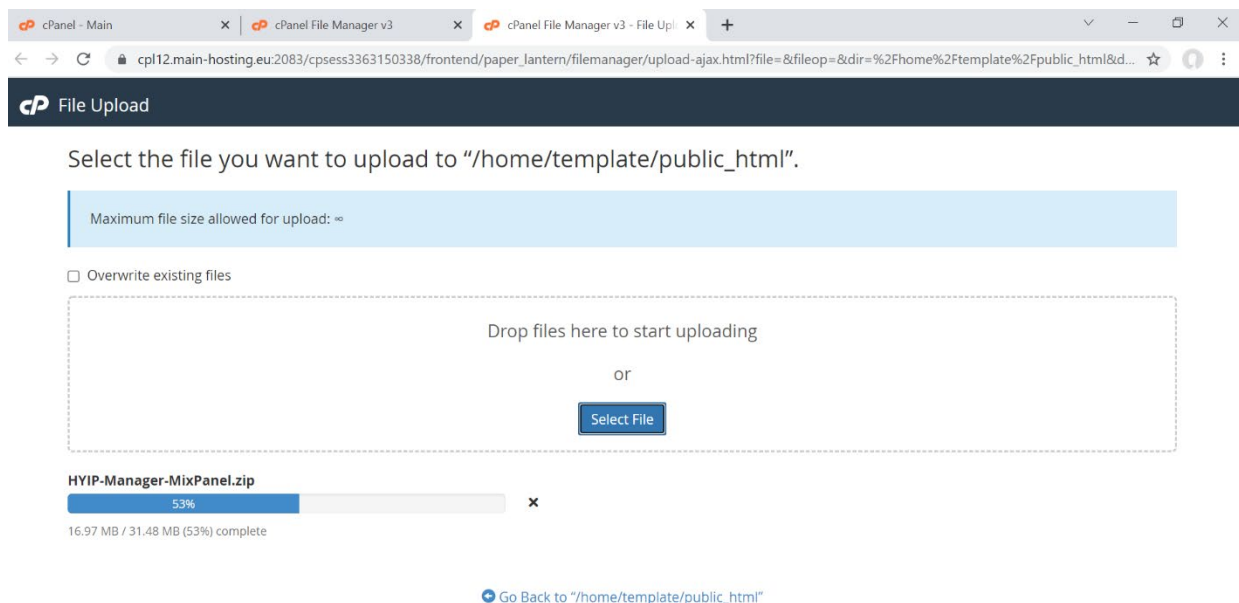 cPanel - Main
cPanel File Manager v3
cPanel File Manager v3 - File Upl
cpl12.main-hosting.eu:2083/cpsess3363150338/frontend/paper_lantern/filemanager/upload-ajax.html?file=&fileop=&dir=%2Fhome%2Ftemplate%2Fpublic_html&d...
cP File Upload
Select the file you want to upload to “/home/template/public_html”.
Maximum file size allowed for upload: ∞
Overwrite existing files
Drop files here to start uploading
or
Select File
HYIP-Manager-MixPanel.zip
53%
16.97 MB / 31.48 MB (53%) complete
Go Back to “/home/template/public_html”